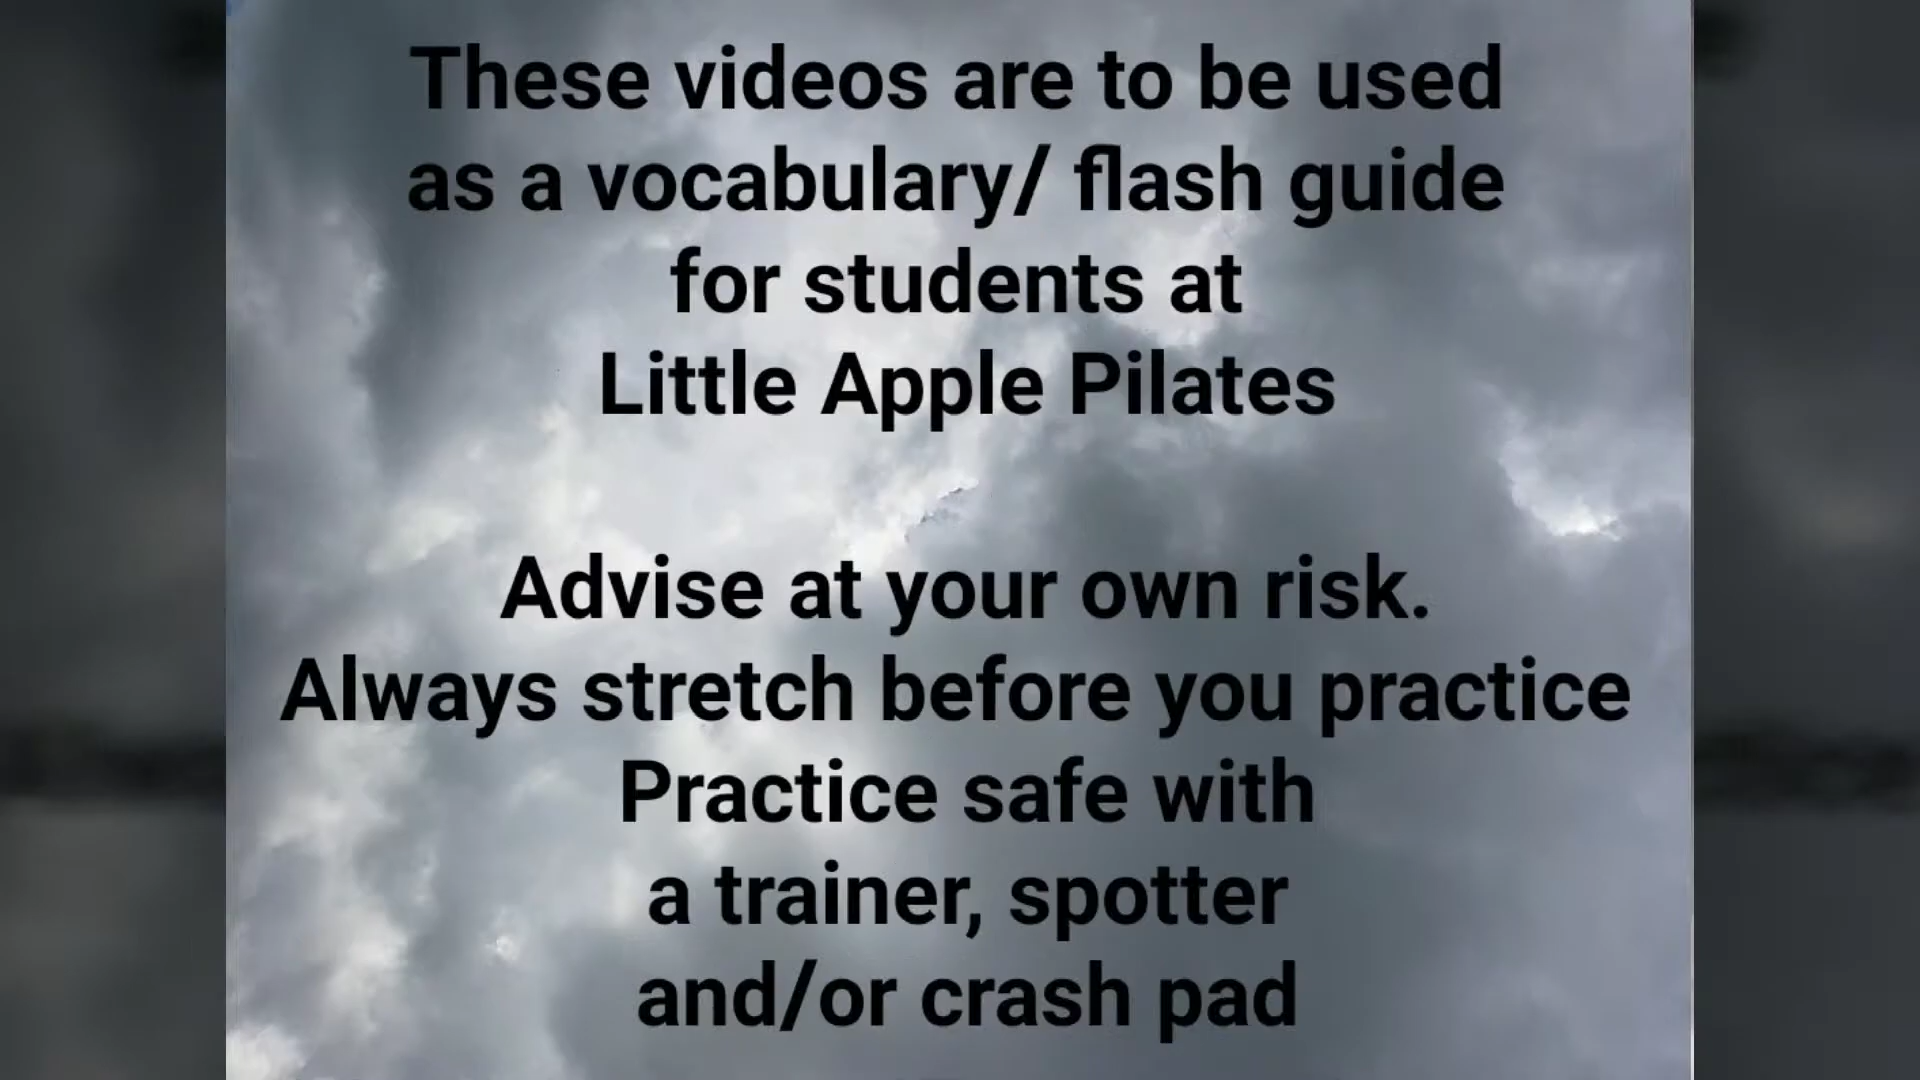 These videos are to be used
as a vocabulary/ flash guide
for students at
Little Apple Pilates
Advise at your own risk.
Always stretch before you practice
Practice safe with
a trainer, spotter
and/or crash pad